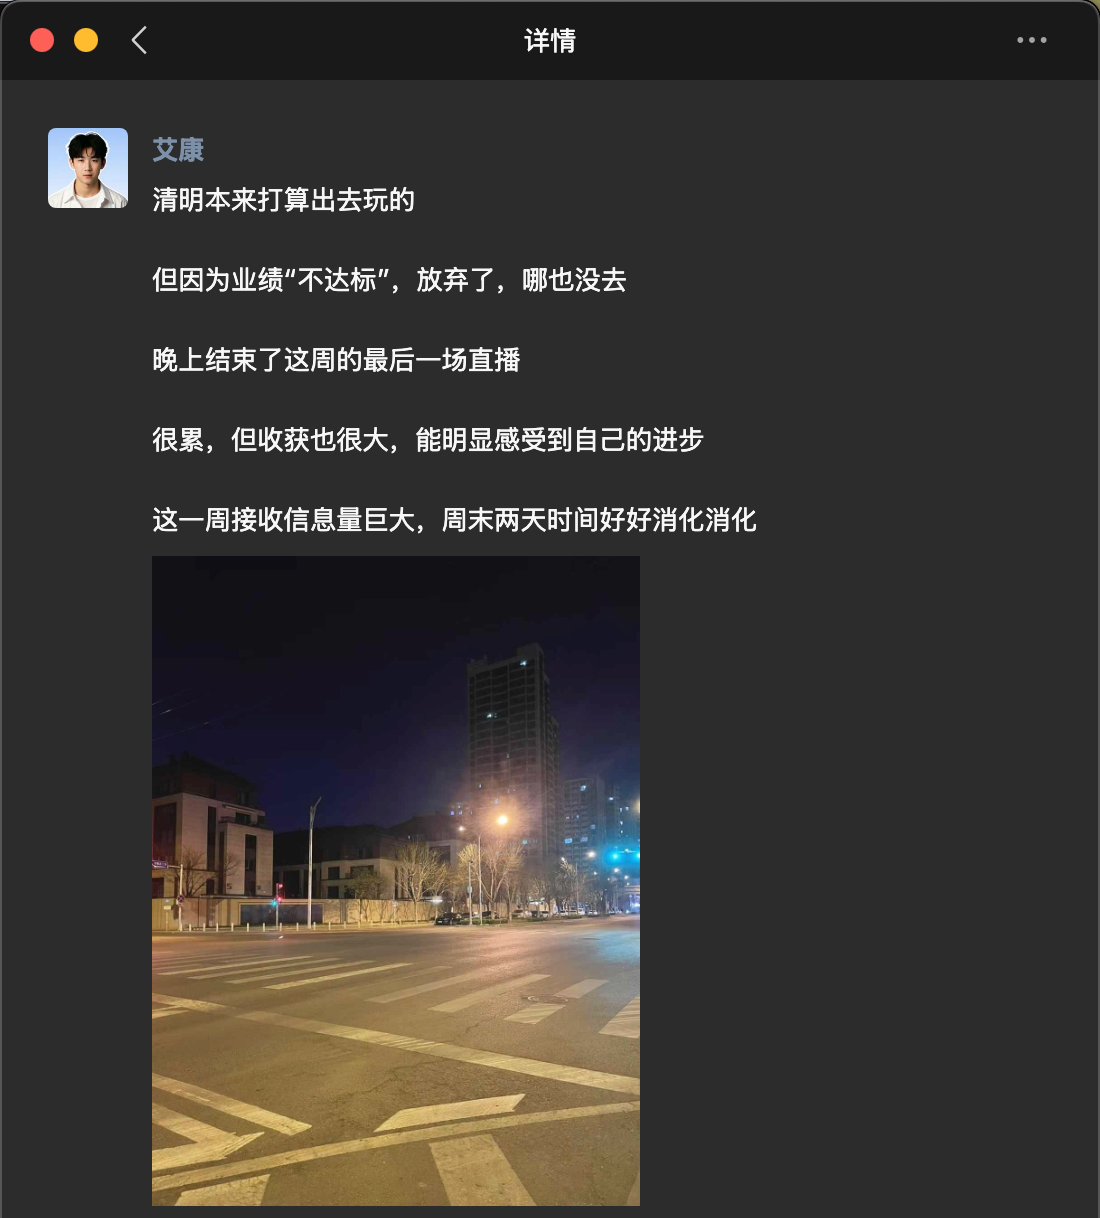 详情
艾康
清明本来打算出去玩的
但因为业绩“不达标”，放弃了，哪也没去
晚上结束了这周的最后一场直播
很累，但收获也很大，能明显感受到自己的进步
这一周接收信息量巨大，周末两天时间好好消化消化